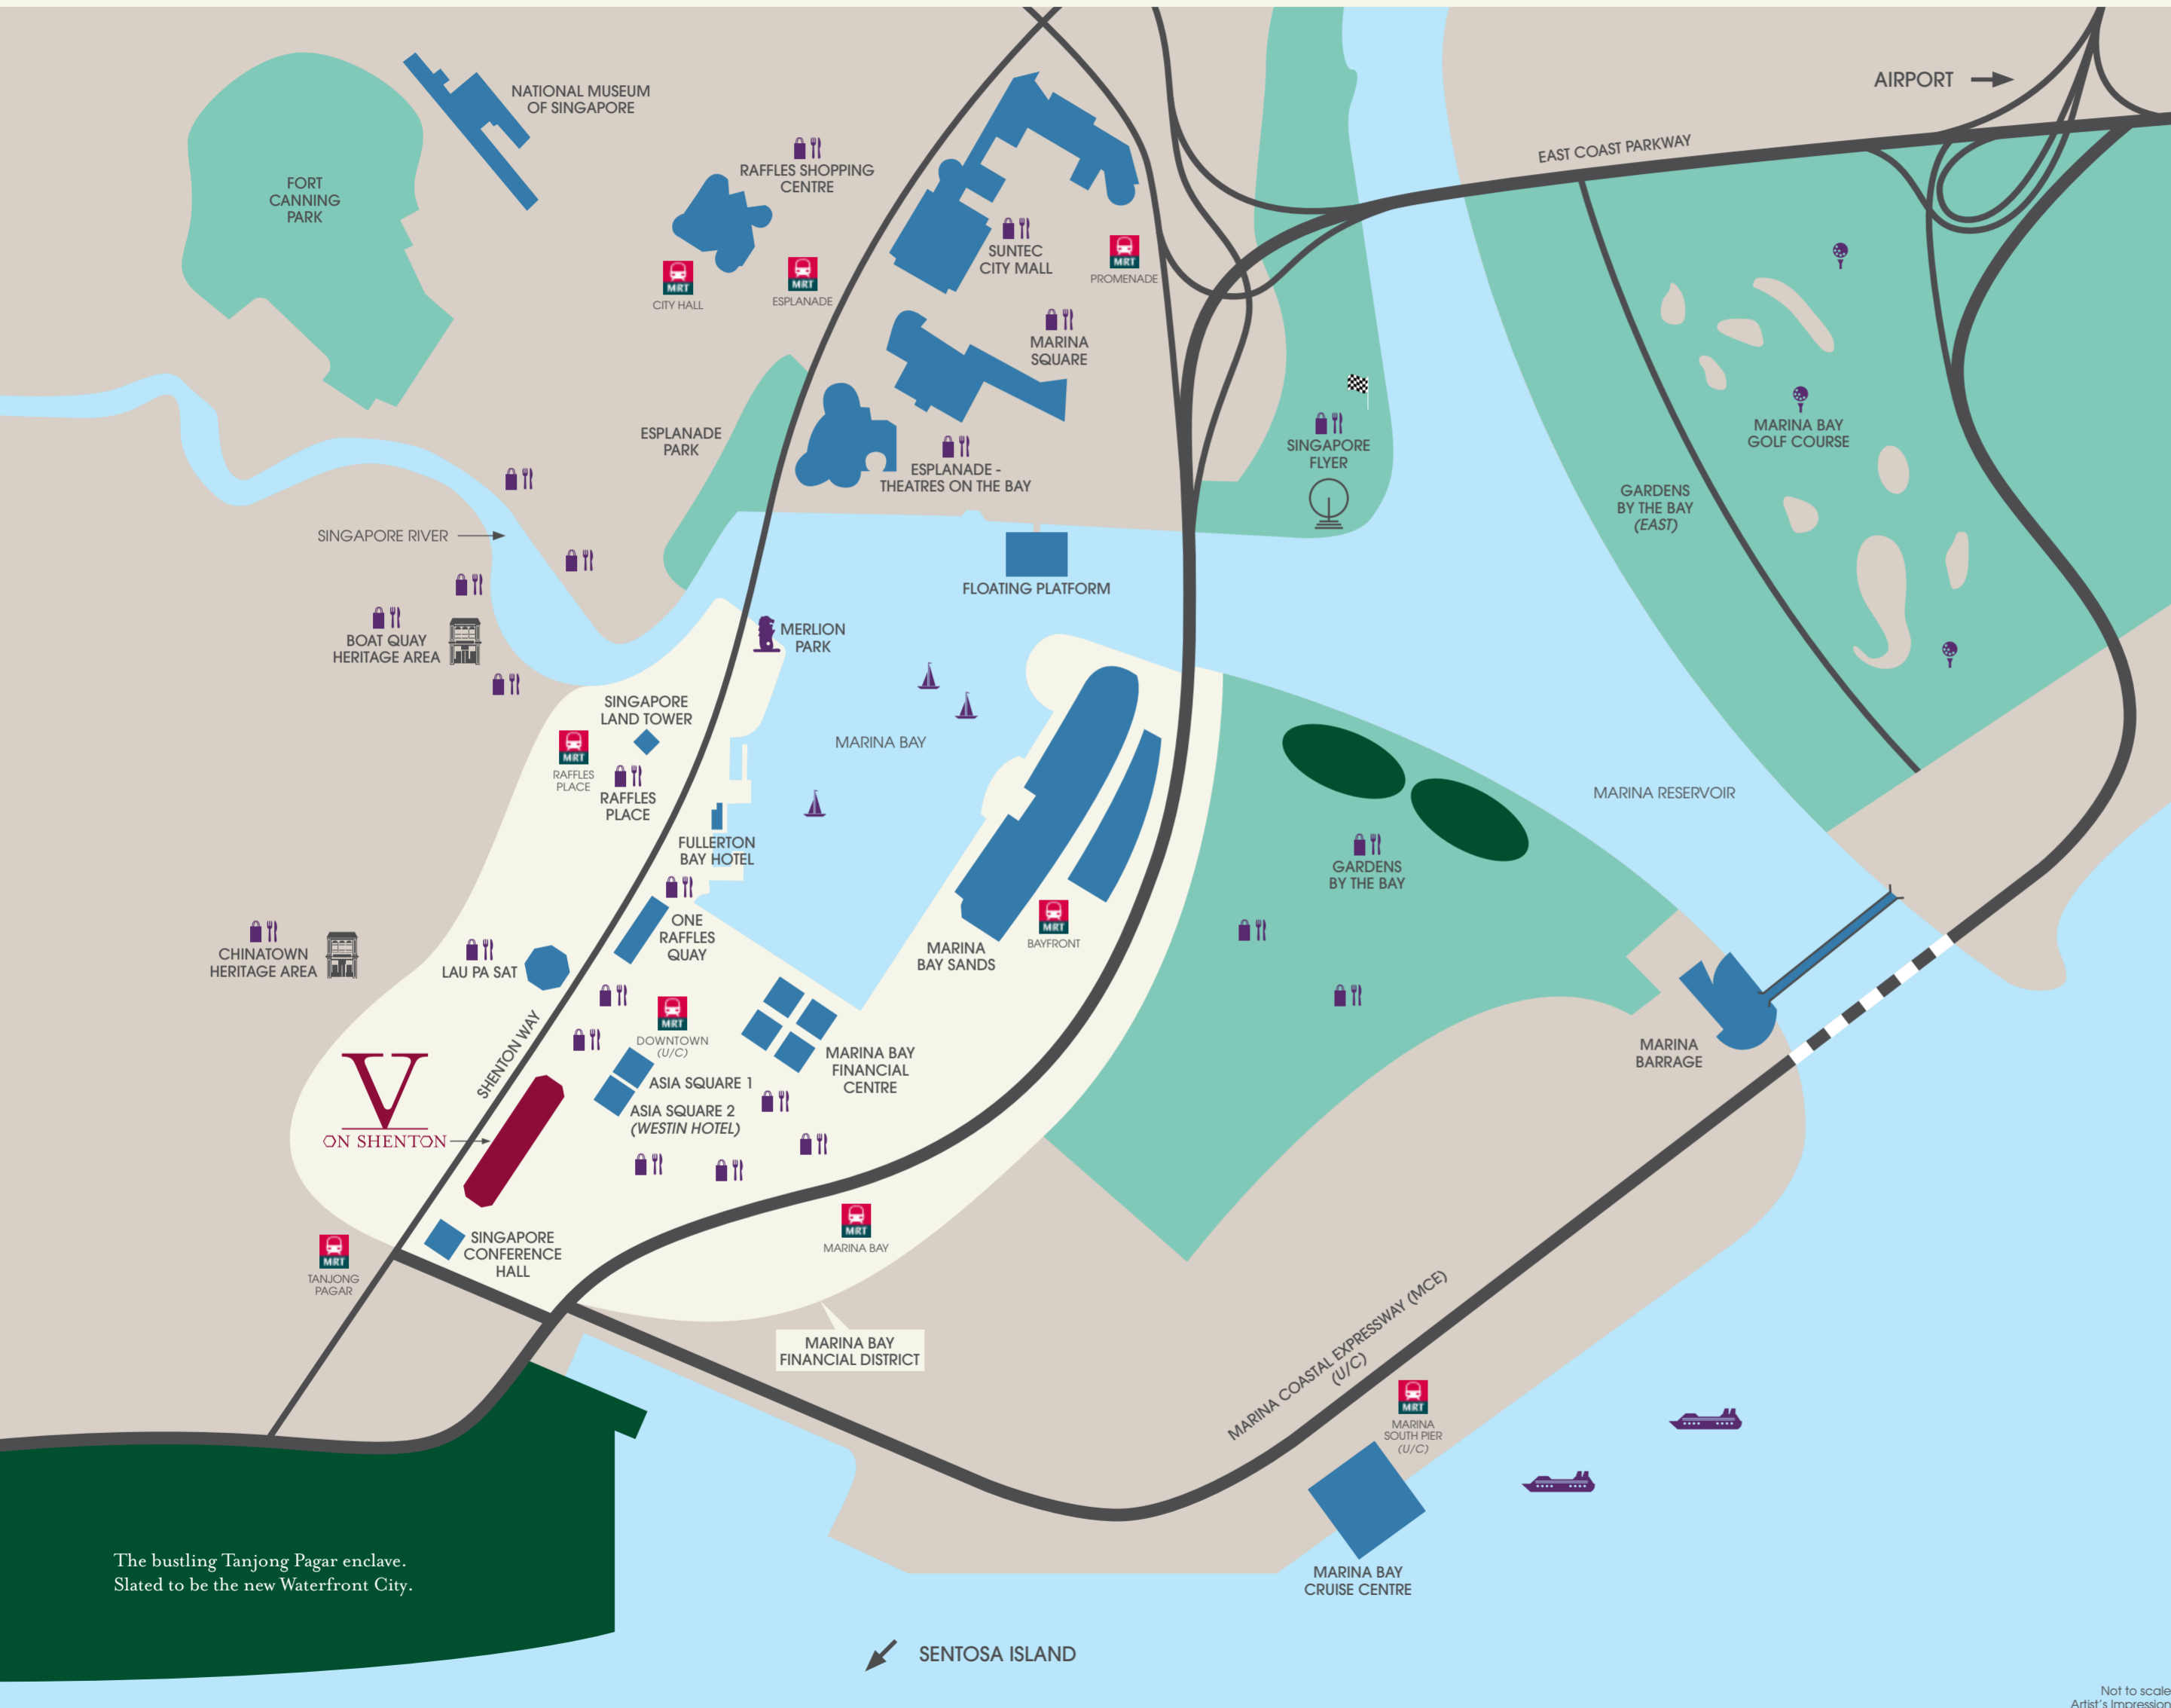 AIRPORT
NATIONAL MUSEUM
OF SINGAPORE
EAST COAST PARKWAY
RAFFLES SHOPPING
CENTRE
FORT
CANNING
PARK
SUNTEC
CITY MALL
MRT
PROMENADE
MRT
CITY HALL
MRT
ESPLANADE
MARINA
SQUARE
MARINA BAY
GOLF COURSE
ESPLANADE
PARK
SINGAPORE
FLYER
ESPLANADE -
THEATRES ON THE BAY
GARDENS
BY THE BAY
(EAST)
SINGAPORE RIVER
FLOATING PLATFORM
MERLION
PARK
BOAT QUAY
HERITAGE AREA
SINGAPORE
LAND TOWER
MARINA BAY
MRT
RAFFLES
PLACE
RAFFLES
PLACE
MARINA RESERVOIR
FULLERTON
BAY HOTEL
GARDENS
BY THE BAY
ONE
RAFFLES
QUAY
MRT
BAYFRONT
MARINA
BAY SANDS
CHINATOWN
HERITAGE AREA
LAU PA SAT
MRT
DOWNTOWN
(U/C)
SHENTON WAY
MARINA BAY
FINANCIAL
CENTRE
MARINA
BARRAGE
ASIA SQUARE 1
ASIA SQUARE 2
(WESTIN HOTEL)
V
ON SHENTON
MRT
MARINA BAY
SINGAPORE
CONFERENCE
HALL
MRT
TANJONG
PAGAR
MARINA BAY
FINANCIAL DISTRICT
MARINA COASTAL EXPRESSWAY (MCE)
(U/C)
MRT
MARINA
SOUTH PIER
(U/C)
The bustling Tanjong Pagar enclave.
Slated to be the new Waterfront City.
MARINA BAY
CRUISE CENTRE
SENTOSA ISLAND
Not to scale
Artist's Impression